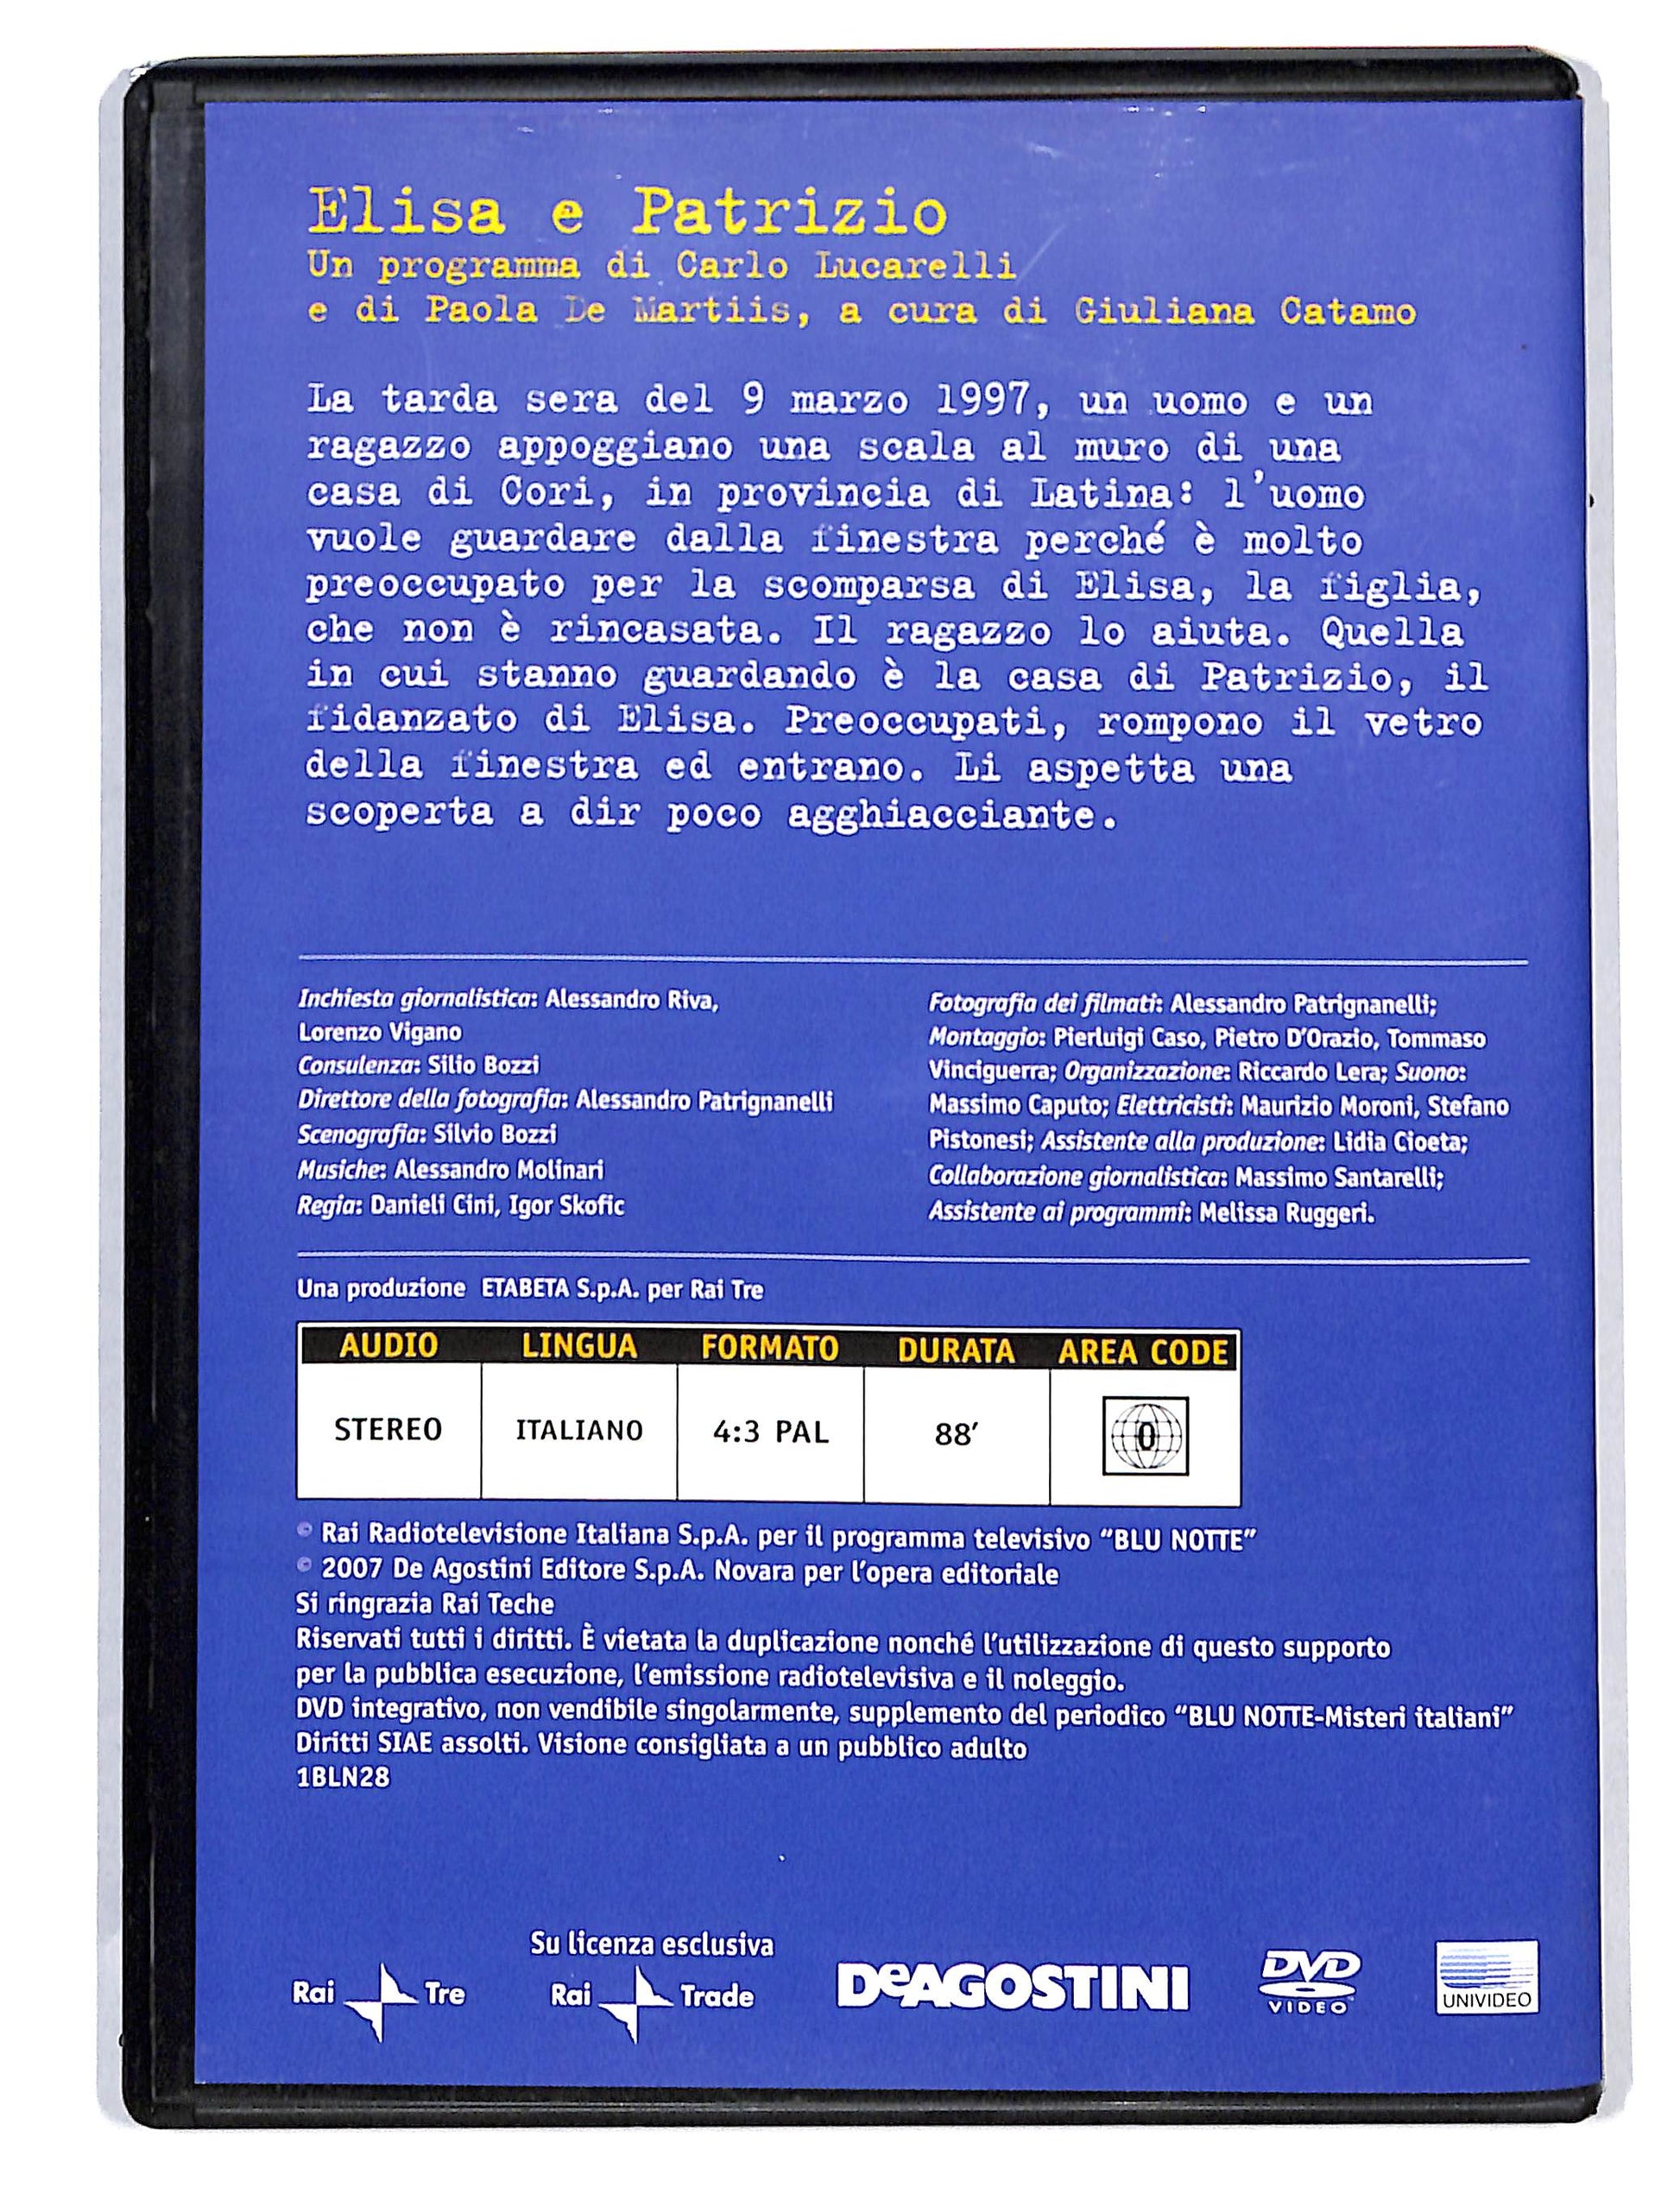 Elisa e Patrizio
Un programma di Carlo Lucarelli
e di Paola De Martiis, a cura di Giuliana Catamo
La tarda sera del 9 marzo 1997, un uomo e un
ragazzo appoggiano una scala al muro di una
casa di Cori, in provincia di Latina: l'uomo
vuole guardare dalla finestra perché è molto
preoccupato per la scomparsa di Elisa, la figlia,
che non è rincasata. Il ragazzo lo aiuta. Quella
in cui stanno guardando è la casa di Patrizio, il
fidanzato di Elisa. Preoccupati, rompono il vetro
della finestra ed entrano. Li aspetta una
scoperta a dir poco agghiacciante.
Inchiesta giornalistica: Alessandro Riva,
Lorenzo Vigano
Consulenza: Silio Bozzi
Direttore della fotografia: Alessandro Patrignanelli
Scenografia: Silvio Bozzi
Musiche: Alessandro Molinari
Regia: Danieli Cini, Igor Skofic
Fotografia dei filmati: Alessandro Patrignanelli;
Montaggio: Pierluigi Caso, Pietro D'Orazio, Tommaso
Vinciguerra; Organizzazione: Riccardo Lera; Suono:
Massimo Caputo; Elettricisti: Maurizio Moroni, Stefano
Pistonesi; Assistente alla produzione: Lidia Cioeta;
Collaborazione giornalistica: Massimo Santarelli;
Assistente ai programmi: Melissa Ruggeri.
Una produzione ETABETA S.p.A. per Rai Tre
AUDIO LINGUA FORMATO DURATA AREA CODE
STEREO ITALIANO 4:3 PAL 88' 0
© Rai Radiotelevisione Italiana S.p.A. per il programma televisivo "BLU NOTTE"
© 2007 De Agostini Editore S.p.A. Novara per l'opera editoriale
Si ringrazia Rai Teche
Riservati tutti i diritti. È vietata la duplicazione nonché l'utilizzazione di questo supporto
per la pubblica esecuzione, l'emissione radiotelevisiva e il noleggio.
DVD integrativo, non vendibile singolarmente, supplemento del periodico "BLU NOTTE-Misteri italiani"
Diritti SIAE assolti. Visione consigliata a un pubblico adulto
1BLN28
Su licenza esclusiva
Rai Tre
Rai Trade
DeAGOSTINI
DVD
VIDEO
UNIVIDEO